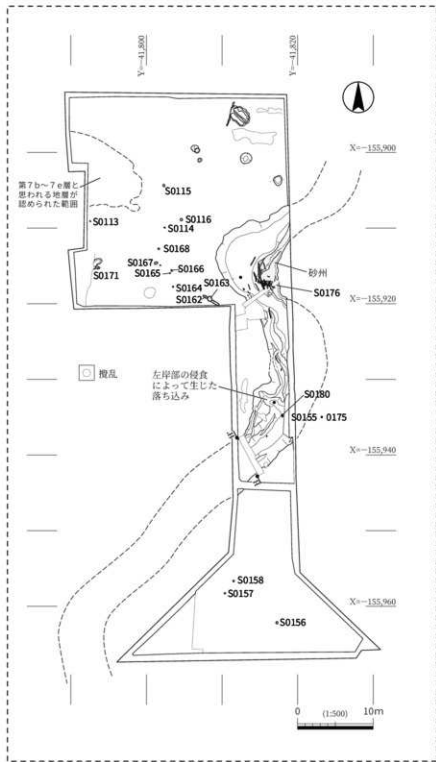 Y=-41,800
Y=-41,820
X=-155,900
第7b～7e層と
思われる地層が
認められた範囲
S0115
S0113
S0116
S0114
S0168
S0167
S0166
S0165
S0171
S0163
S0164
S0162
砂州
S0176
X=-155,920
撹乱
左岸部の侵食
によって生じた
落ち込み
S0180
S0155・0175
X=-155,940
S0158
S0157
S0156
X=-155,960
0 (1:500) 10m